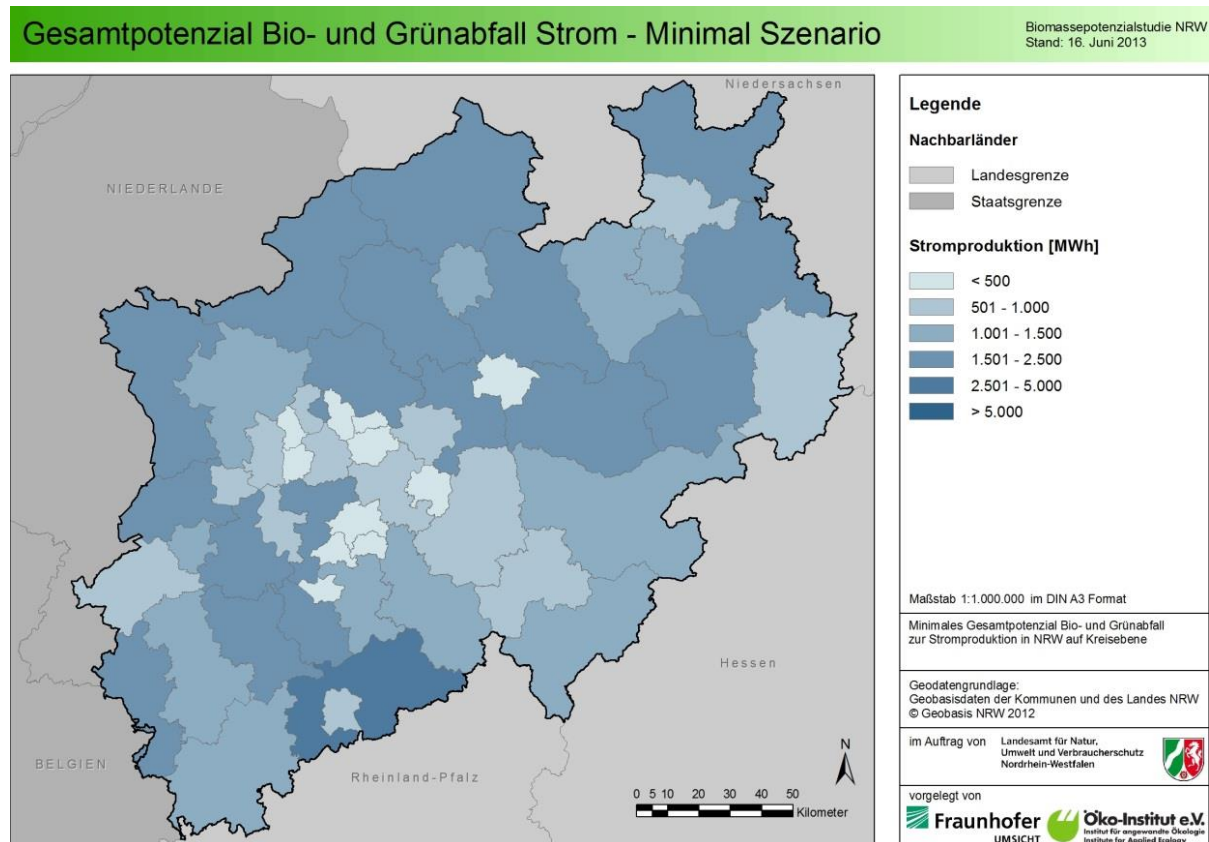 Gesamtpotenzial Bio- und Grünabfall Strom - Minimal Szenario
Biomassepotenzialstudie NRW
Stand: 16. Juni 2013
Niedersachsen
NIEDERLANDE
BELGIEN
Rheinland-Pfalz
Hessen
N
0 5 10 20 30 40 50
Kilometer
Legende
Nachbarländer
Landesgrenze
Staatsgrenze
Stromproduktion [MWh]
< 500
501 - 1.000
1.001 - 1.500
1.501 - 2.500
2.501 - 5.000
> 5.000
Maßstab 1:1.000.000 im DIN A3 Format
Minimales Gesamtpotenzial Bio- und Grünabfall
zur Stromproduktion in NRW auf Kreisebene
Geodatengrundlage:
Geobasisdaten der Kommunen und des Landes NRW
© Geobasis NRW 2012
im Auftrag von
Landesamt für Natur,
Umwelt und Verbraucherschutz
Nordrhein-Westfalen
vorgelegt von
Fraunhofer
UMSICHT
Öko-Institut e.V.
Institut für angewandte Ökologie
Institute for Applied Ecology